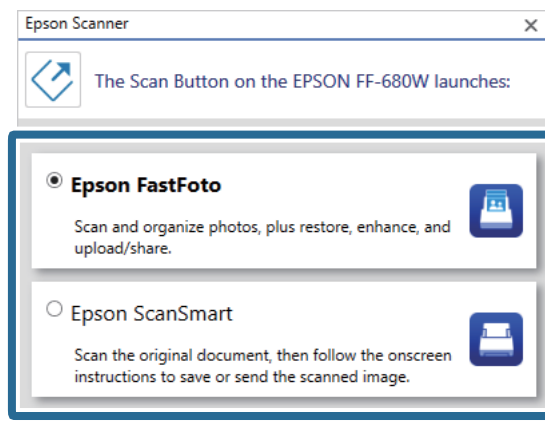 Epson Scanner
The Scan Button on the EPSON FF-680W launches:
Epson FastFoto
Scan and organize photos, plus restore, enhance, and
upload/share.
Epson ScanSmart
Scan the original document, then follow the onscreen
instructions to save or send the scanned image.